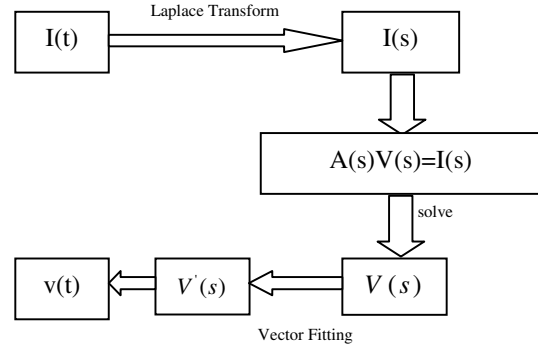 Laplace Transform
I(t)
I(s)
A(s)V(s)=I(s)
solve
v(t)
V'(s)
V(s)
Vector Fitting